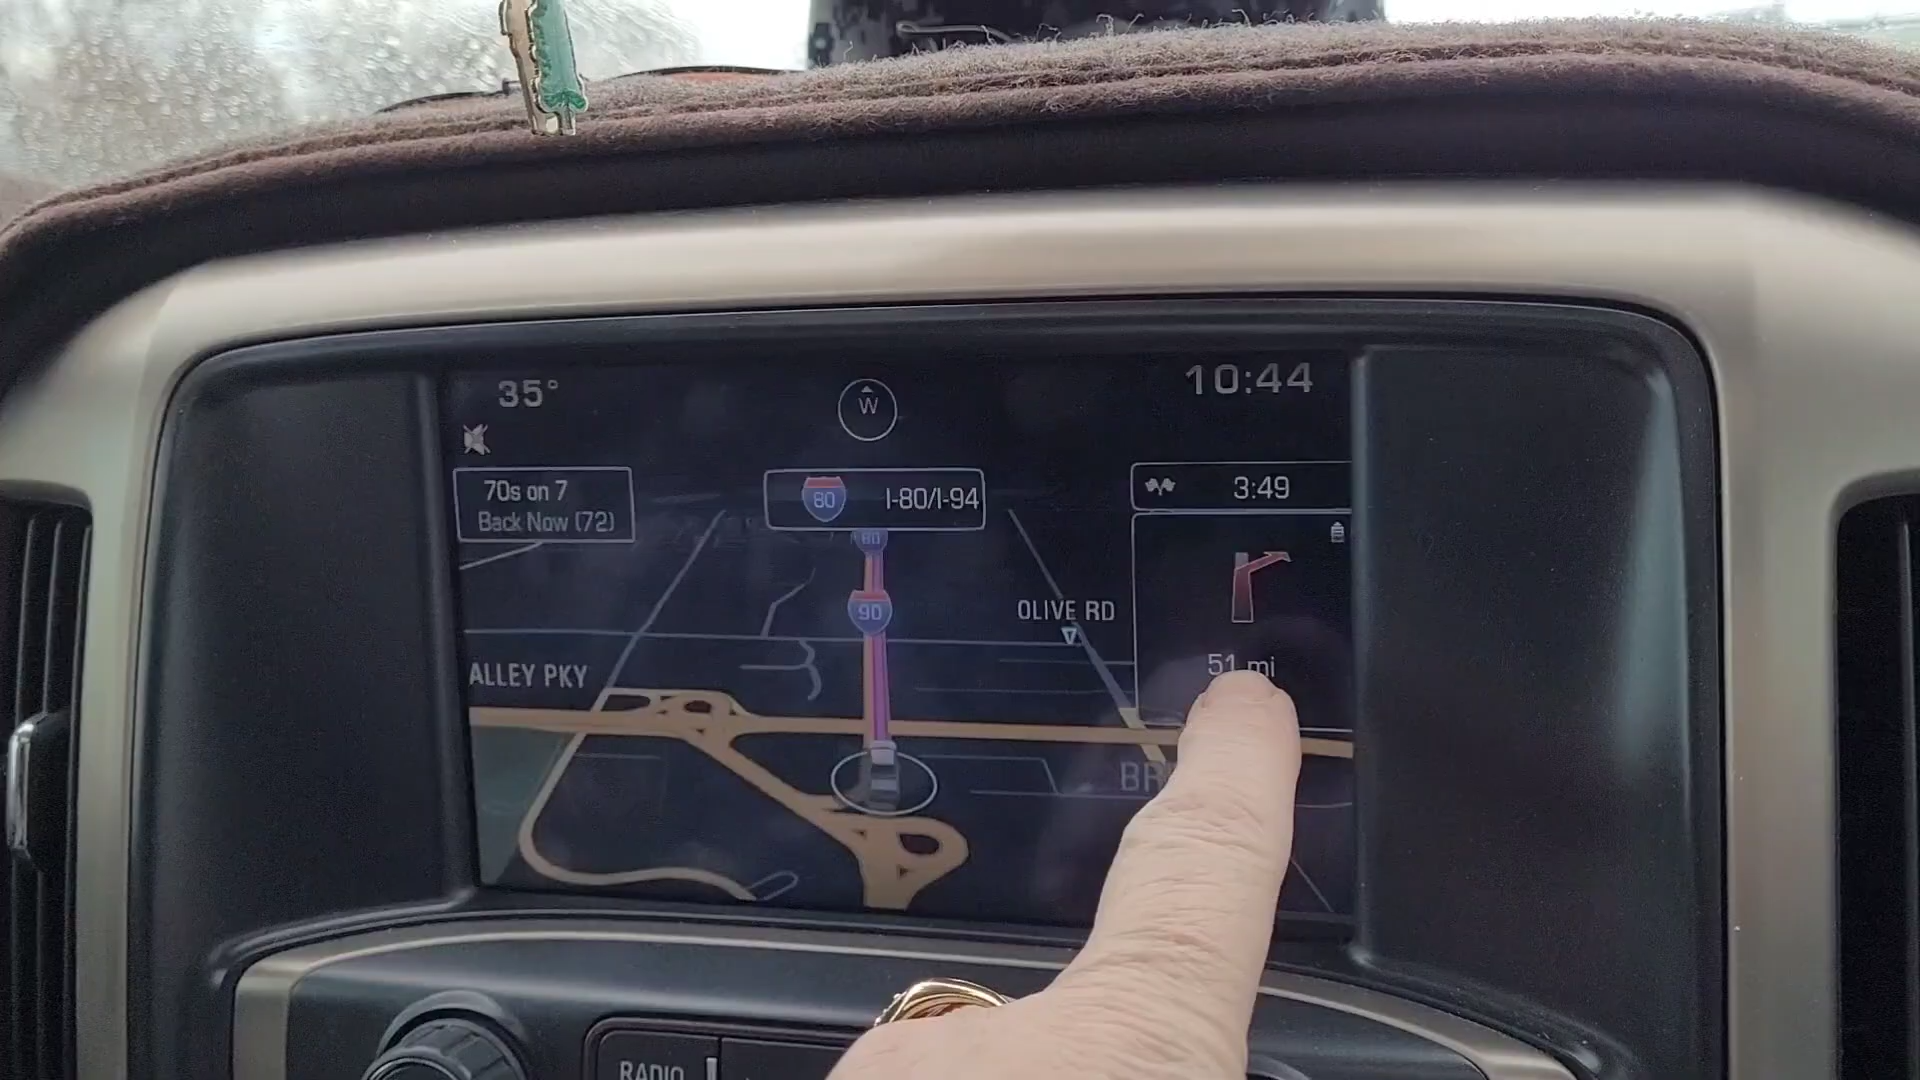 35°
W
10:44
70s on 7
Back Now (72)
80
I-80/I-94
3:49
80
90
OLIVE RD
51 mi
ALLEY PKY
RADIO